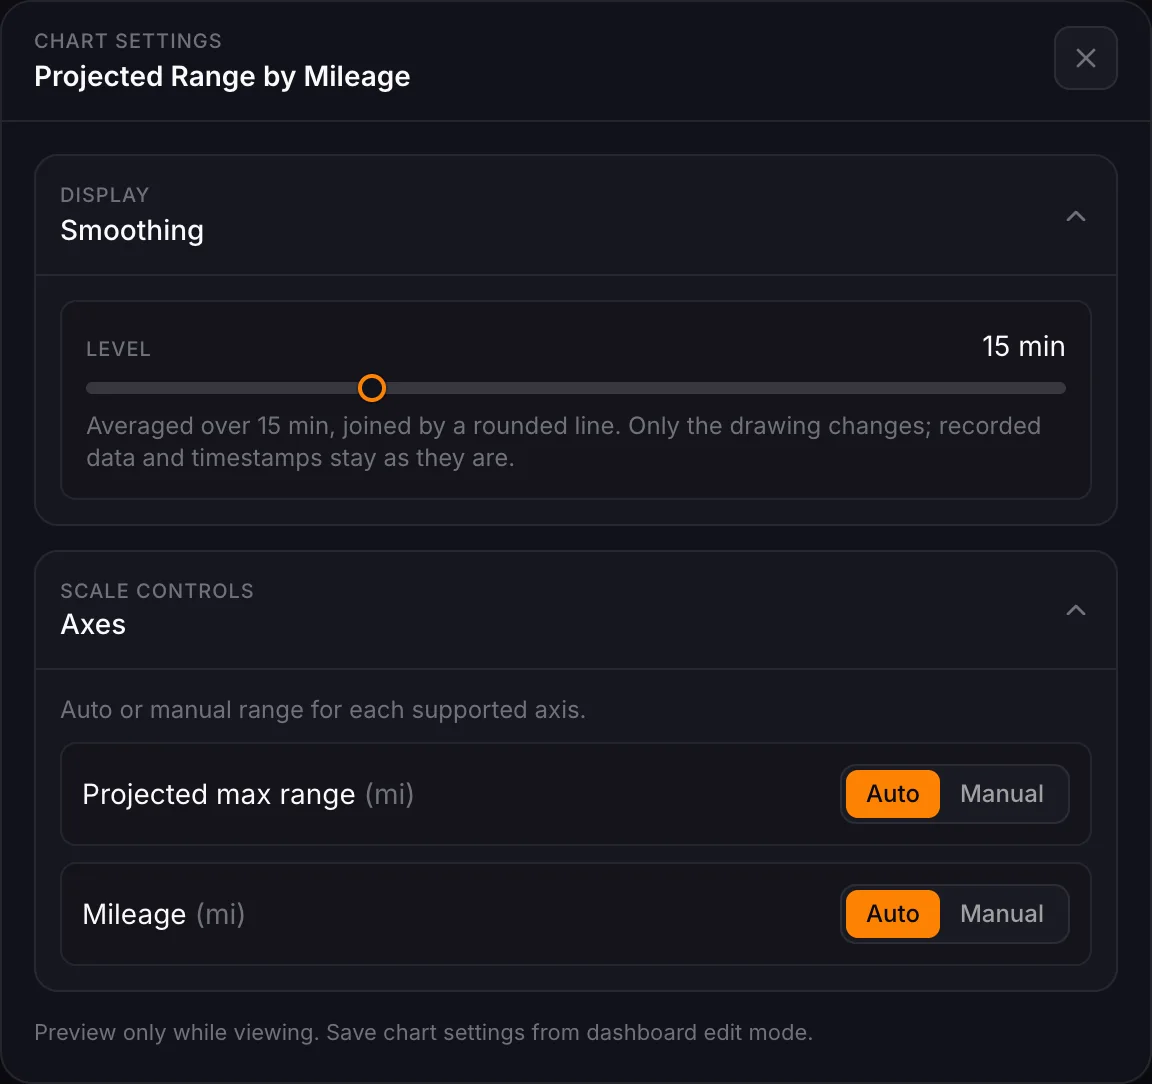 CHART SETTINGS
Projected Range by Mileage
DISPLAY
Smoothing
LEVEL
15 min
Averaged over 15 min, joined by a rounded line. Only the drawing changes; recorded
data and timestamps stay as they are.
SCALE CONTROLS
Axes
Auto or manual range for each supported axis.
Projected max range (mi)
Auto
Manual
Mileage (mi)
Auto
Manual
Preview only while viewing. Save chart settings from dashboard edit mode.